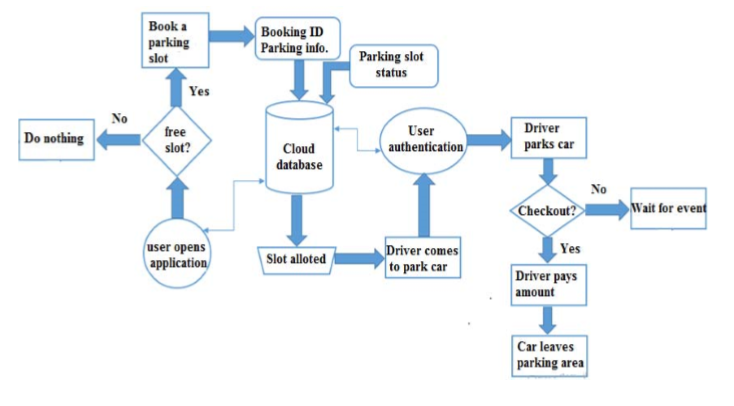 Book a
parking
slot
Booking ID
Parking info.
Parking slot
status
Yes
No
Do nothing
free
slot?
Cloud
database
User
authentication
Driver
parks car
No
Checkout?
Wait for event
user opens
application
Slot alloted
Driver comes
to park car
Yes
Driver pays
amount
Car leaves
parking area